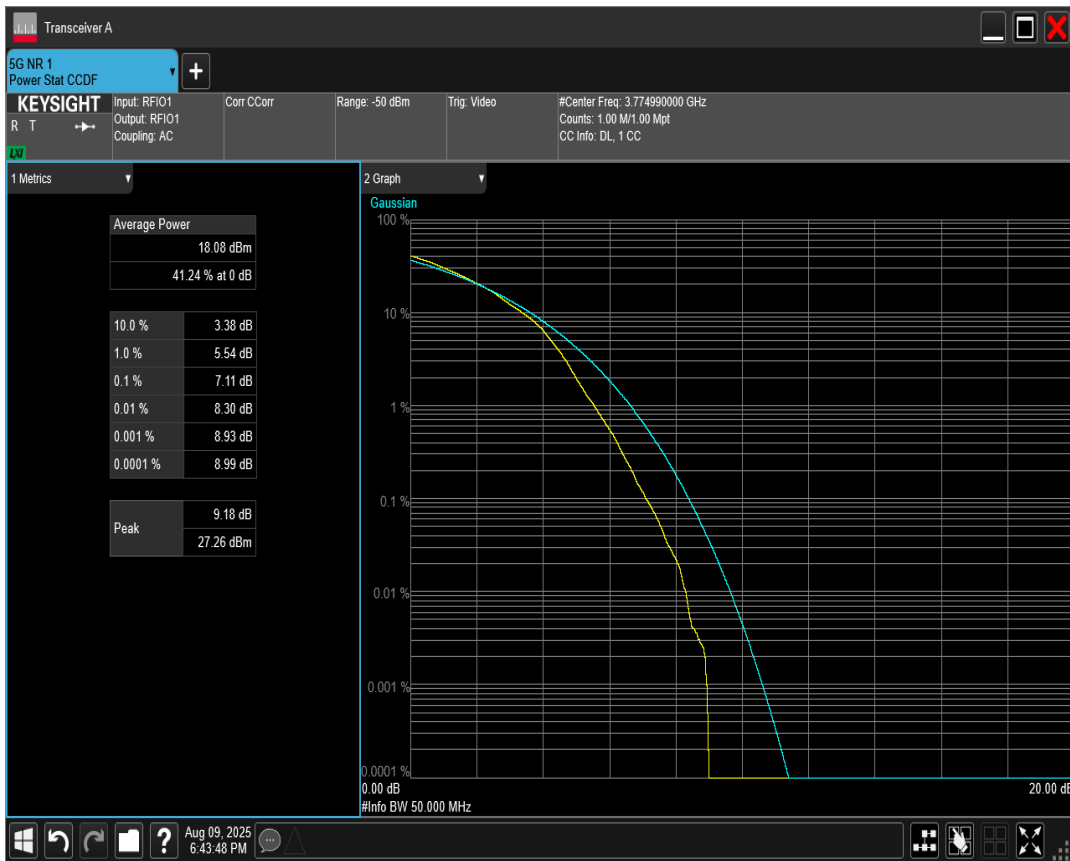 Transceiver A
5G NR 1
Power Stat CCDF
KEYSIGHT
R T
LXI
Input: RFIO1
Output: RFIO1
Coupling: AC
Corr CCorr
Range: -50 dBm
Trig: Video
#Center Freq: 3.774990000 GHz
Counts: 1.00 M/1.00 Mpt
CC Info: DL, 1 CC
1 Metrics
Average Power
18.08 dBm
41.24 % at 0 dB
10.0 % 3.38 dB
1.0 % 5.54 dB
0.1 % 7.11 dB
0.01 % 8.30 dB
0.001 % 8.93 dB
0.0001 % 8.99 dB
Peak
9.18 dB
27.26 dBm
2 Graph
Gaussian
100 %
10 %
1 %
0.1 %
0.01 %
0.001 %
0.0001 %
0.00 dB 20.00 dB
#Info BW 50.000 MHz
?
Aug 09, 2025
6:43:48 PM